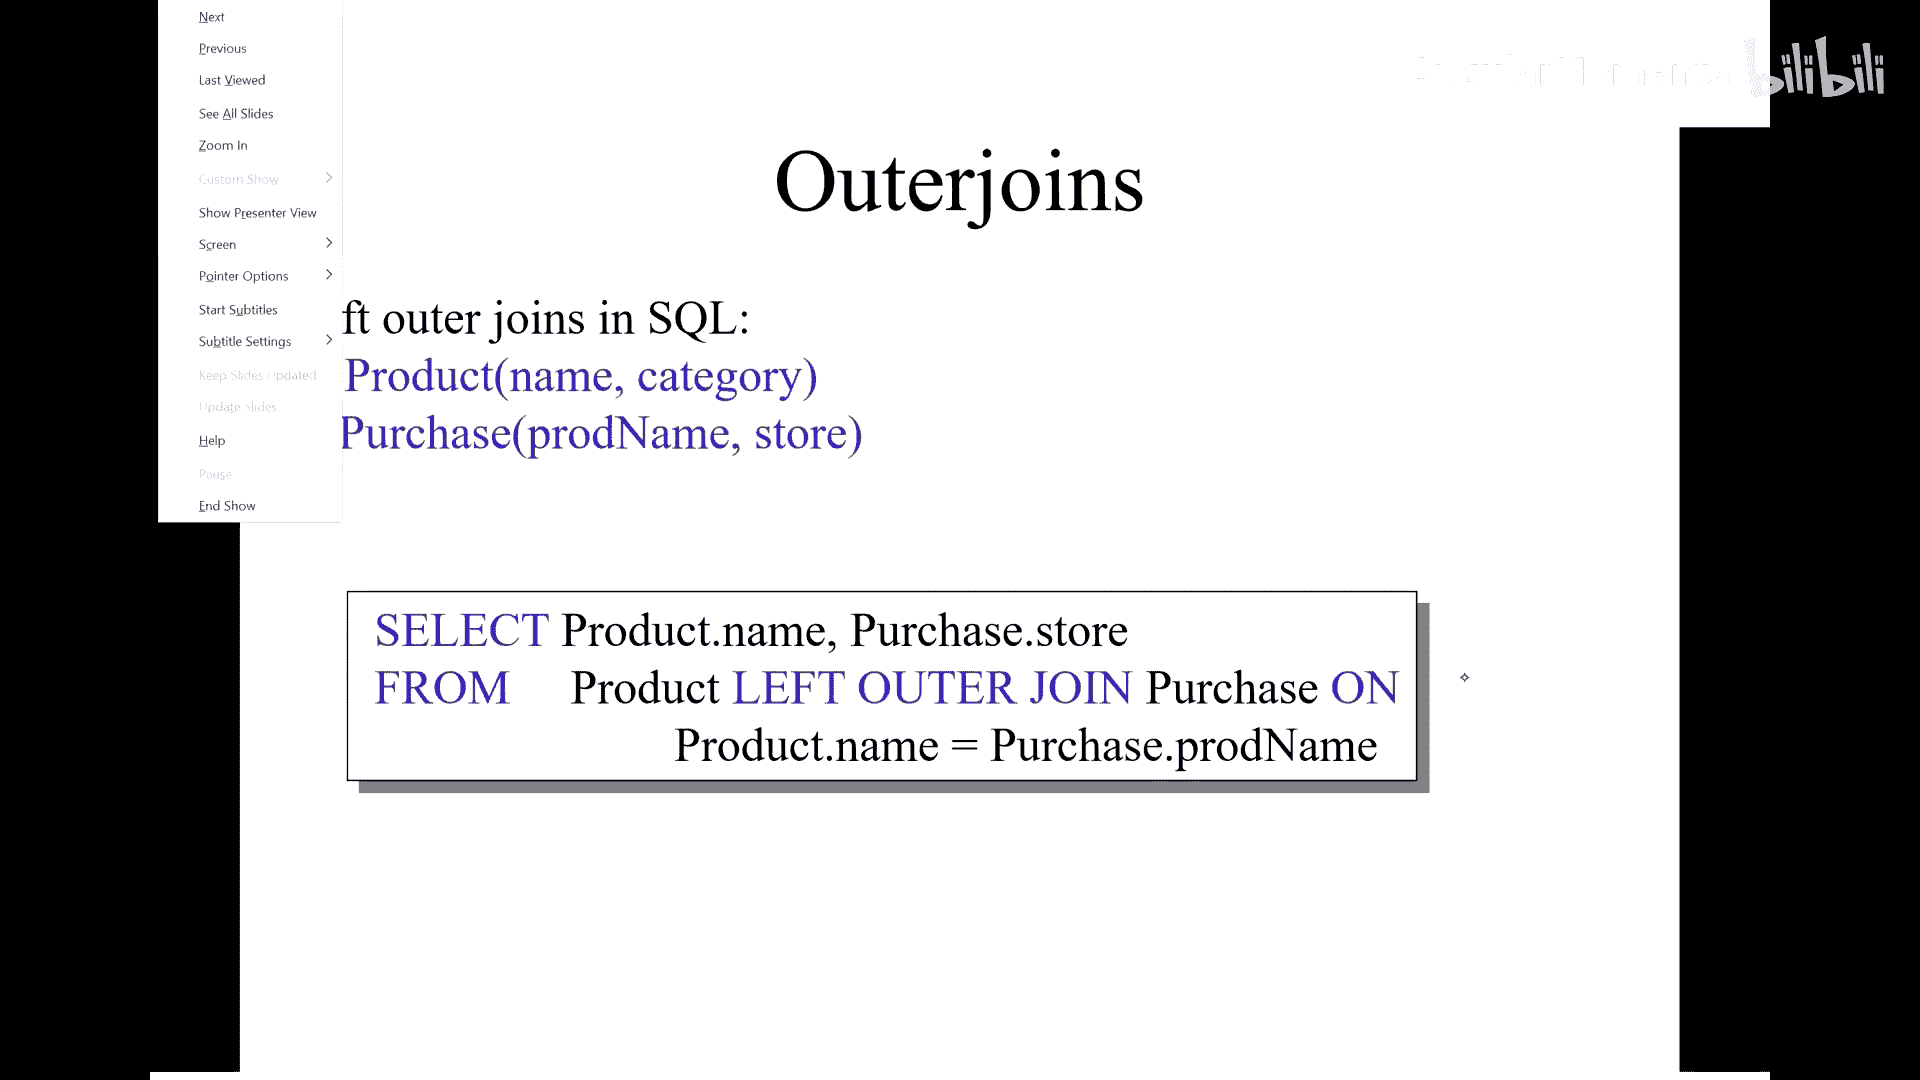 Next
Previous
Last Viewed
See All Slides
Zoom In
Custom Show
Show Presenter View
Screen
Pointer Options
Start Subtitles
Subtitle Settings
Keep Slides Updated
Update Slides
Help
Pause
End Show
bilibili
Outerjoins
ft outer joins in SQL:
Product(name, category)
Purchase(prodName, store)
SELECT Product.name, Purchase.store
FROM Product LEFT OUTER JOIN Purchase ON
Product.name = Purchase.prodName